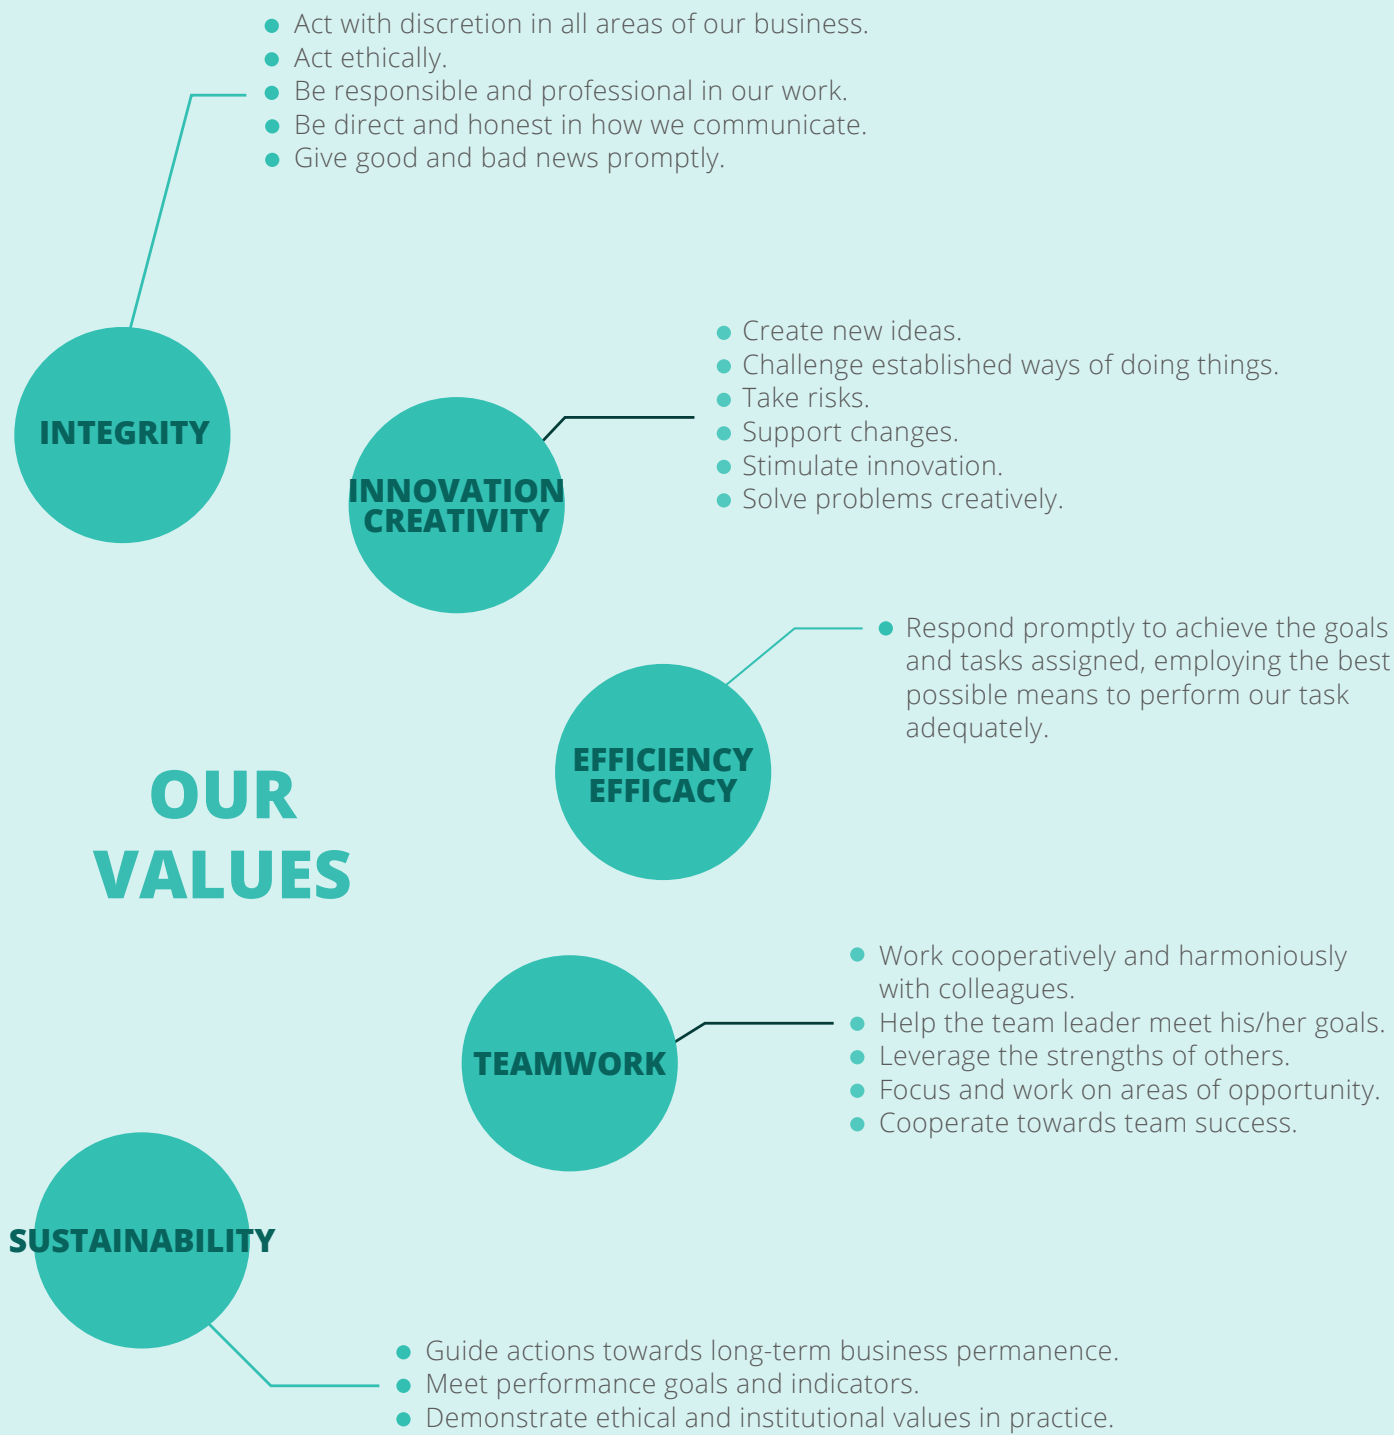 ● Act with discretion in all areas of our business.
● Act ethically.
● Be responsible and professional in our work.
● Be direct and honest in how we communicate.
● Give good and bad news promptly.
INTEGRITY
● Create new ideas.
● Challenge established ways of doing things.
● Take risks.
● Support changes.
● Stimulate innovation.
● Solve problems creatively.
INNOVATION
CREATIVITY
● Respond promptly to achieve the goals
and tasks assigned, employing the best
possible means to perform our task
adequately.
EFFICIENCY
EFFICACY
OUR
VALUES
● Work cooperatively and harmoniously
with colleagues.
● Help the team leader meet his/her goals.
● Leverage the strengths of others.
● Focus and work on areas of opportunity.
● Cooperate towards team success.
TEAMWORK
SUSTAINABILITY
● Guide actions towards long-term business permanence.
● Meet performance goals and indicators.
● Demonstrate ethical and institutional values in practice.